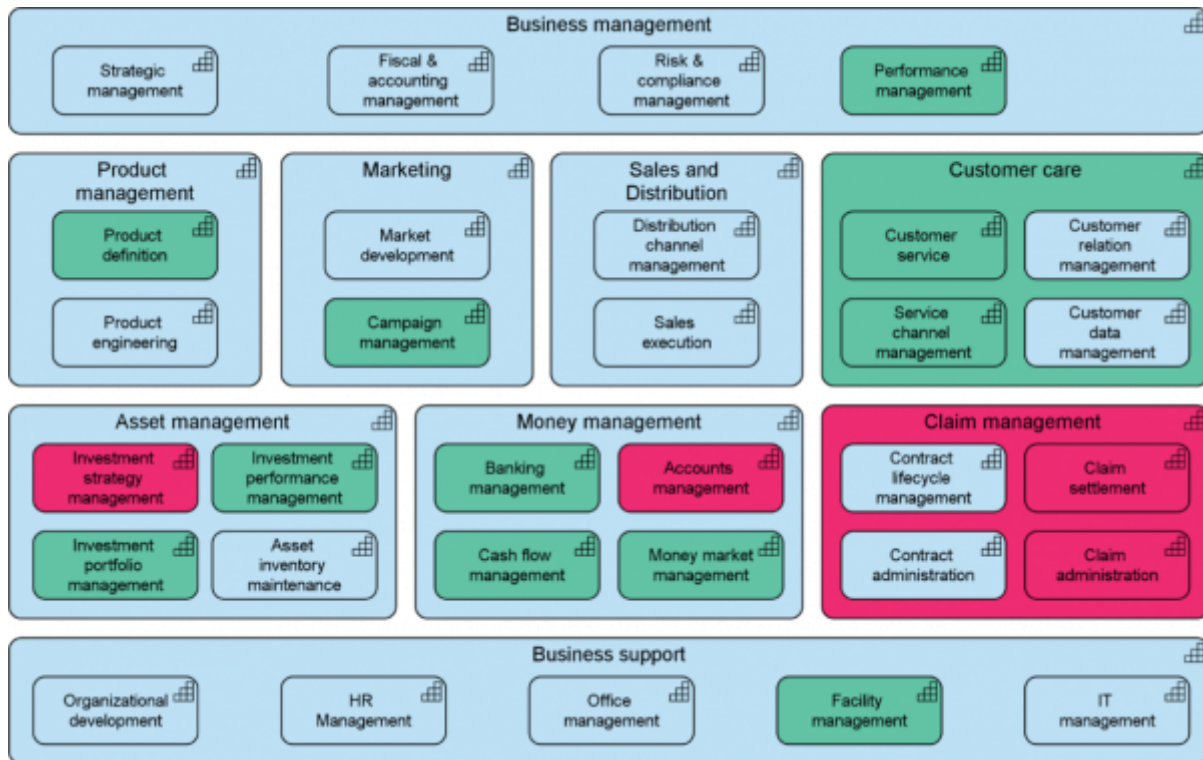 Business management
Strategic
management
Fiscal &
accounting
management
Risk &
compliance
management
Performance
management
Product
management
Product
definition
Product
engineering
Marketing
Market
development
Campaign
management
Sales and
Distribution
Distribution
channel
management
Sales
execution
Customer care
Customer
service
Customer
relation
management
Service
channel
management
Customer
data
management
Asset management
Investment
strategy
management
Investment
performance
management
Investment
portfolio
management
Asset
inventory
maintenance
Money management
Banking
management
Accounts
management
Cash flow
management
Money market
management
Claim management
Contract
lifecycle
management
Claim
settlement
Contract
administration
Claim
administration
Business support
Organizational
development
HR
Management
Office
management
Facility
management
IT
management